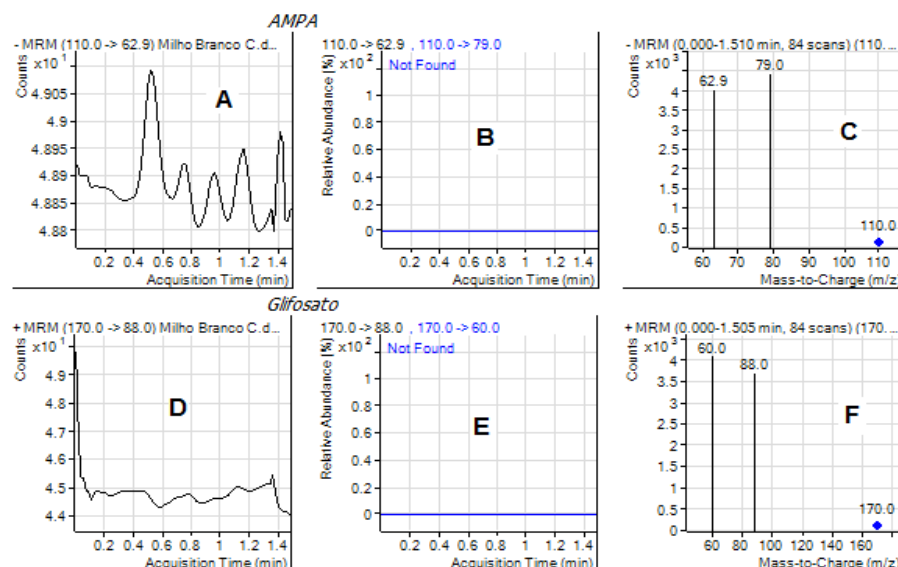 AMPA
- MRM (110.0 -> 62.9) Milho Branco C.d...
Counts
x10 1
4.905
4.9
4.895
4.89
4.885
4.88
A
0.2 0.4 0.6 0.8 1 1.2 1.4
Acquisition Time (min)
110.0 -> 62.9 , 110.0 -> 79.0
Relative Abundance [%]
x10 2
Not Found
1
0.8
0.6
0.4
0.2
0
B
0.2 0.4 0.6 0.8 1 1.2 1.4
Acquisition Time (min)
- MRM (0.000-1.510 min, 84 scans) (110. ...
Counts
x10 3
4
3.5
3
2.5
2
1.5
1
0.5
0
62.9
79.0
C
110.0
60 70 80 90 100 110
Mass-to-Charge (m/z)
Glifosato
+ MRM (170.0 -> 88.0) Milho Branco C.d...
Counts
x10 1
4.9
4.8
4.7
4.6
4.5
4.4
D
0.2 0.4 0.6 0.8 1 1.2 1.4
Acquisition Time (min)
170.0 -> 88.0 , 170.0 -> 60.0
Relative Abundance [%]
x10 2
Not Found
1
0.8
0.6
0.4
0.2
0
E
0.2 0.4 0.6 0.8 1 1.2 1.4
Acquisition Time (min)
+ MRM (0.000-1.505 min, 84 scans) (170. ...
Counts
x10 3
4
3.5
3
2.5
2
1.5
1
0.5
0
60.0
88.0
F
170.0
60 80 100 120 140 160
Mass-to-Charge (m/z)